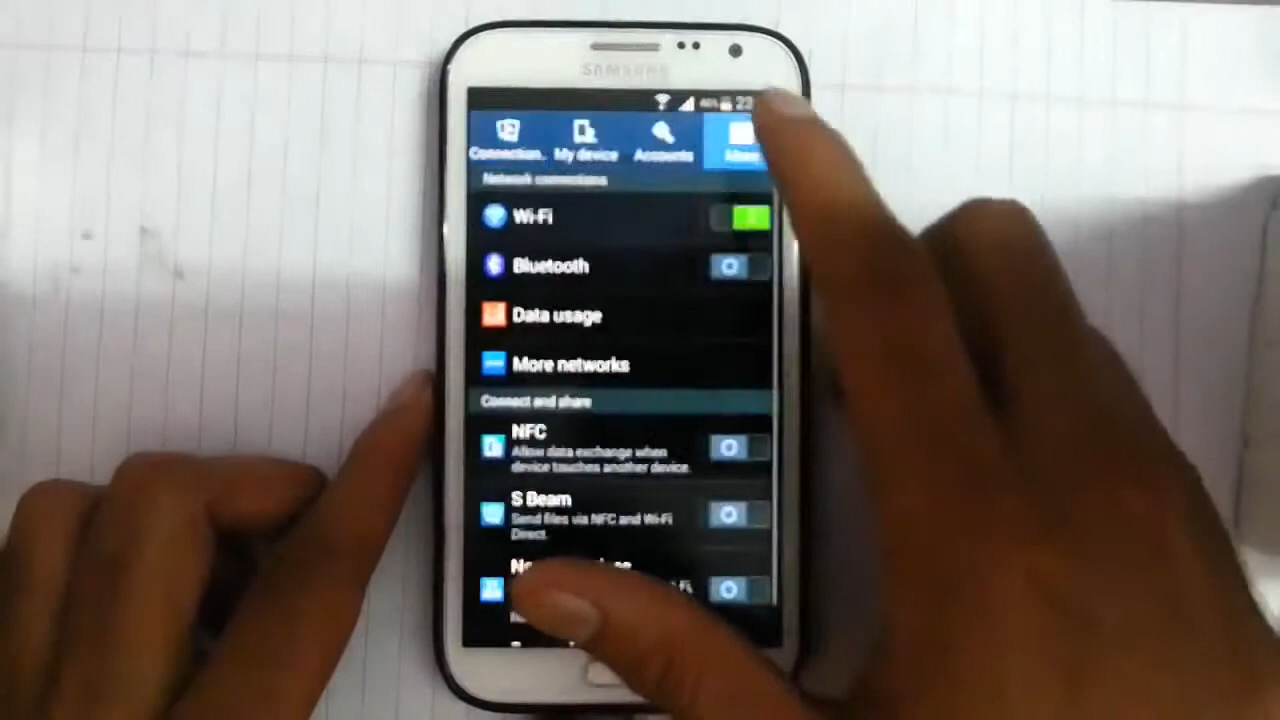 SAMSUNG
Connection..
My device
Accounts
More
Network connections
Wi-Fi
Bluetooth
Data usage
More networks
Connect and share
NFC
Allow data exchange when
device touches another device.
S Beam
Send files via NFC and Wi-Fi
Direct.